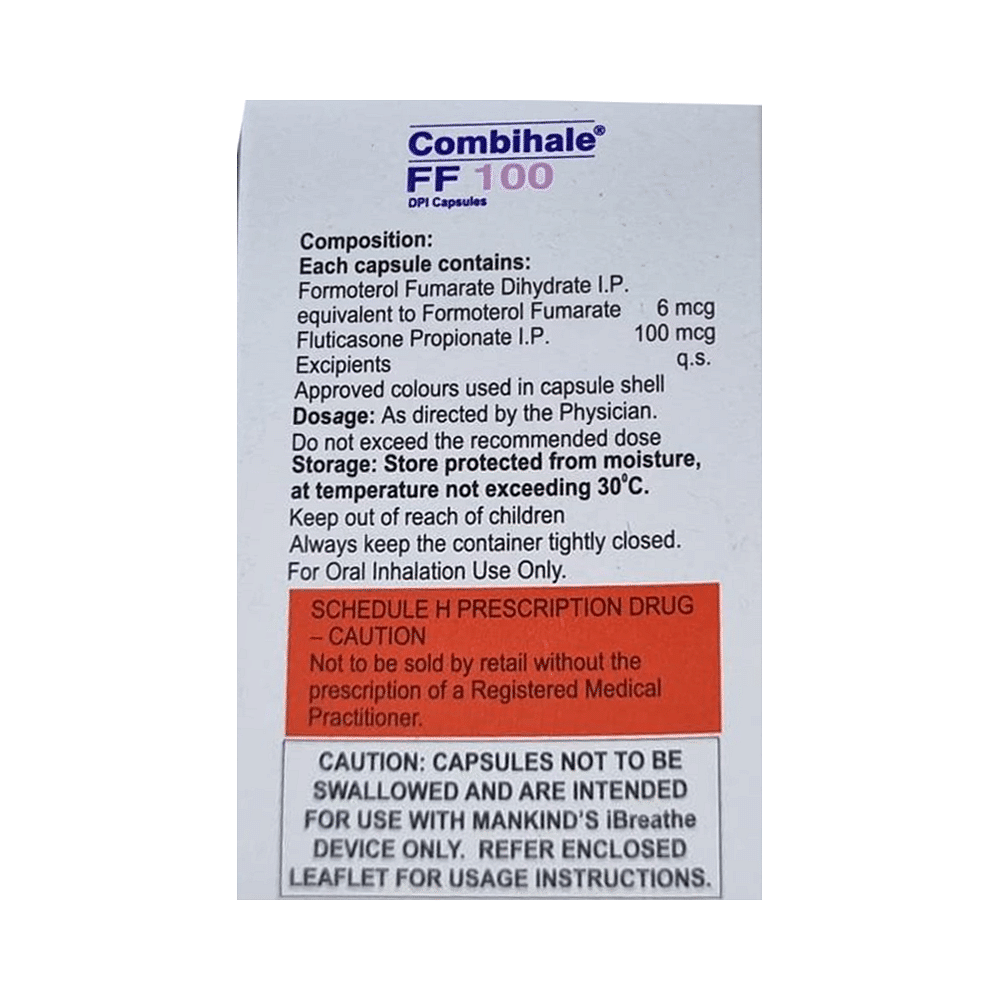 Combihale®
FF 100
DPI Capsules
Composition:
Each capsule contains:
Formoterol Fumarate Dihydrate I.P.
equivalent to Formoterol Fumarate 6 mcg
Fluticasone Propionate I.P. 100 mcg
Excipients q.s.
Approved colours used in capsule shell
Dosage: As directed by the Physician.
Do not exceed the recommended dose
Storage: Store protected from moisture,
at temperature not exceeding 30⁰C.
Keep out of reach of children
Always keep the container tightly closed.
For Oral Inhalation Use Only.
SCHEDULE H PRESCRIPTION DRUG
– CAUTION
Not to be sold by retail without the
prescription of a Registered Medical
Practitioner.
CAUTION: CAPSULES NOT TO BE
SWALLOWED AND ARE INTENDED
FOR USE WITH MANKIND'S iBreathe
DEVICE ONLY. REFER ENCLOSED
LEAFLET FOR USAGE INSTRUCTIONS.